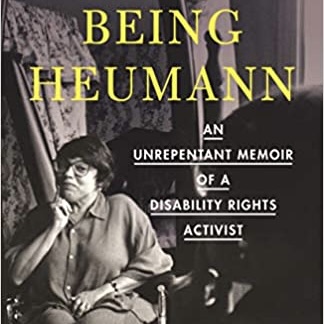 BEING
HEUMANN
AN
UNREPENTANT MEMOIR
OF A
DISABILITY RIGHTS
ACTIVIST